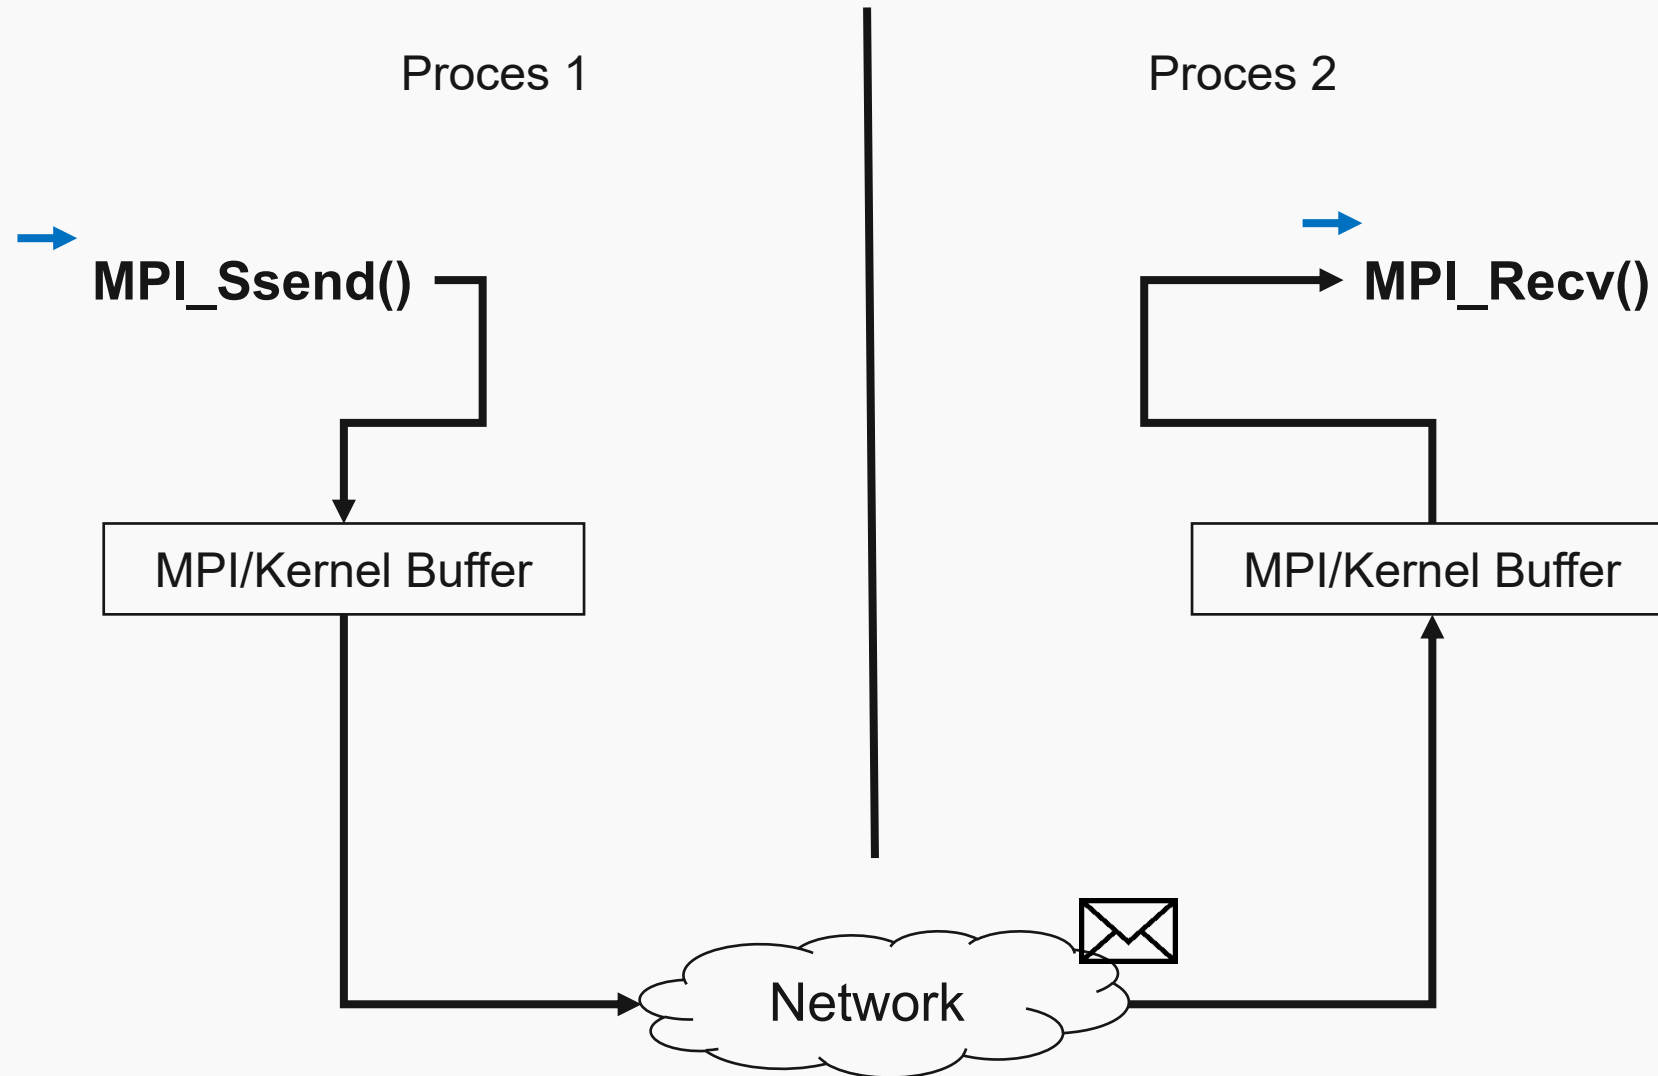 Proces 1
Proces 2
MPI_Ssend()
MPI_Recv()
MPI/Kernel Buffer
MPI/Kernel Buffer
Network